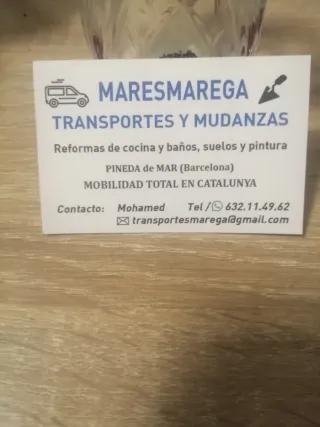 MARESMAREGA
TRANSPORTES Y MUDANZAS
Reformas de cocina y baños, suelos y pintura
PINEDA de MAR (Barcelona)
MOBILIDAD TOTAL EN CATALUNYA
Contacto: Mohamed Tel / 632.11.49.62
transportesmarega@gmail.com